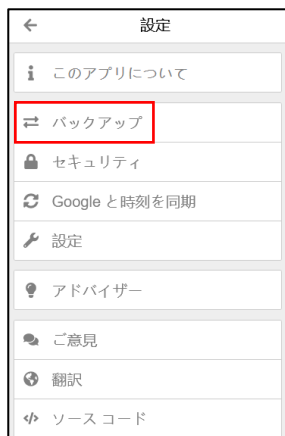 設定
このアプリについて
バックアップ
セキュリティ
Google と時刻を同期
設定
アドバイザー
ご意見
翻訳
ソース コード